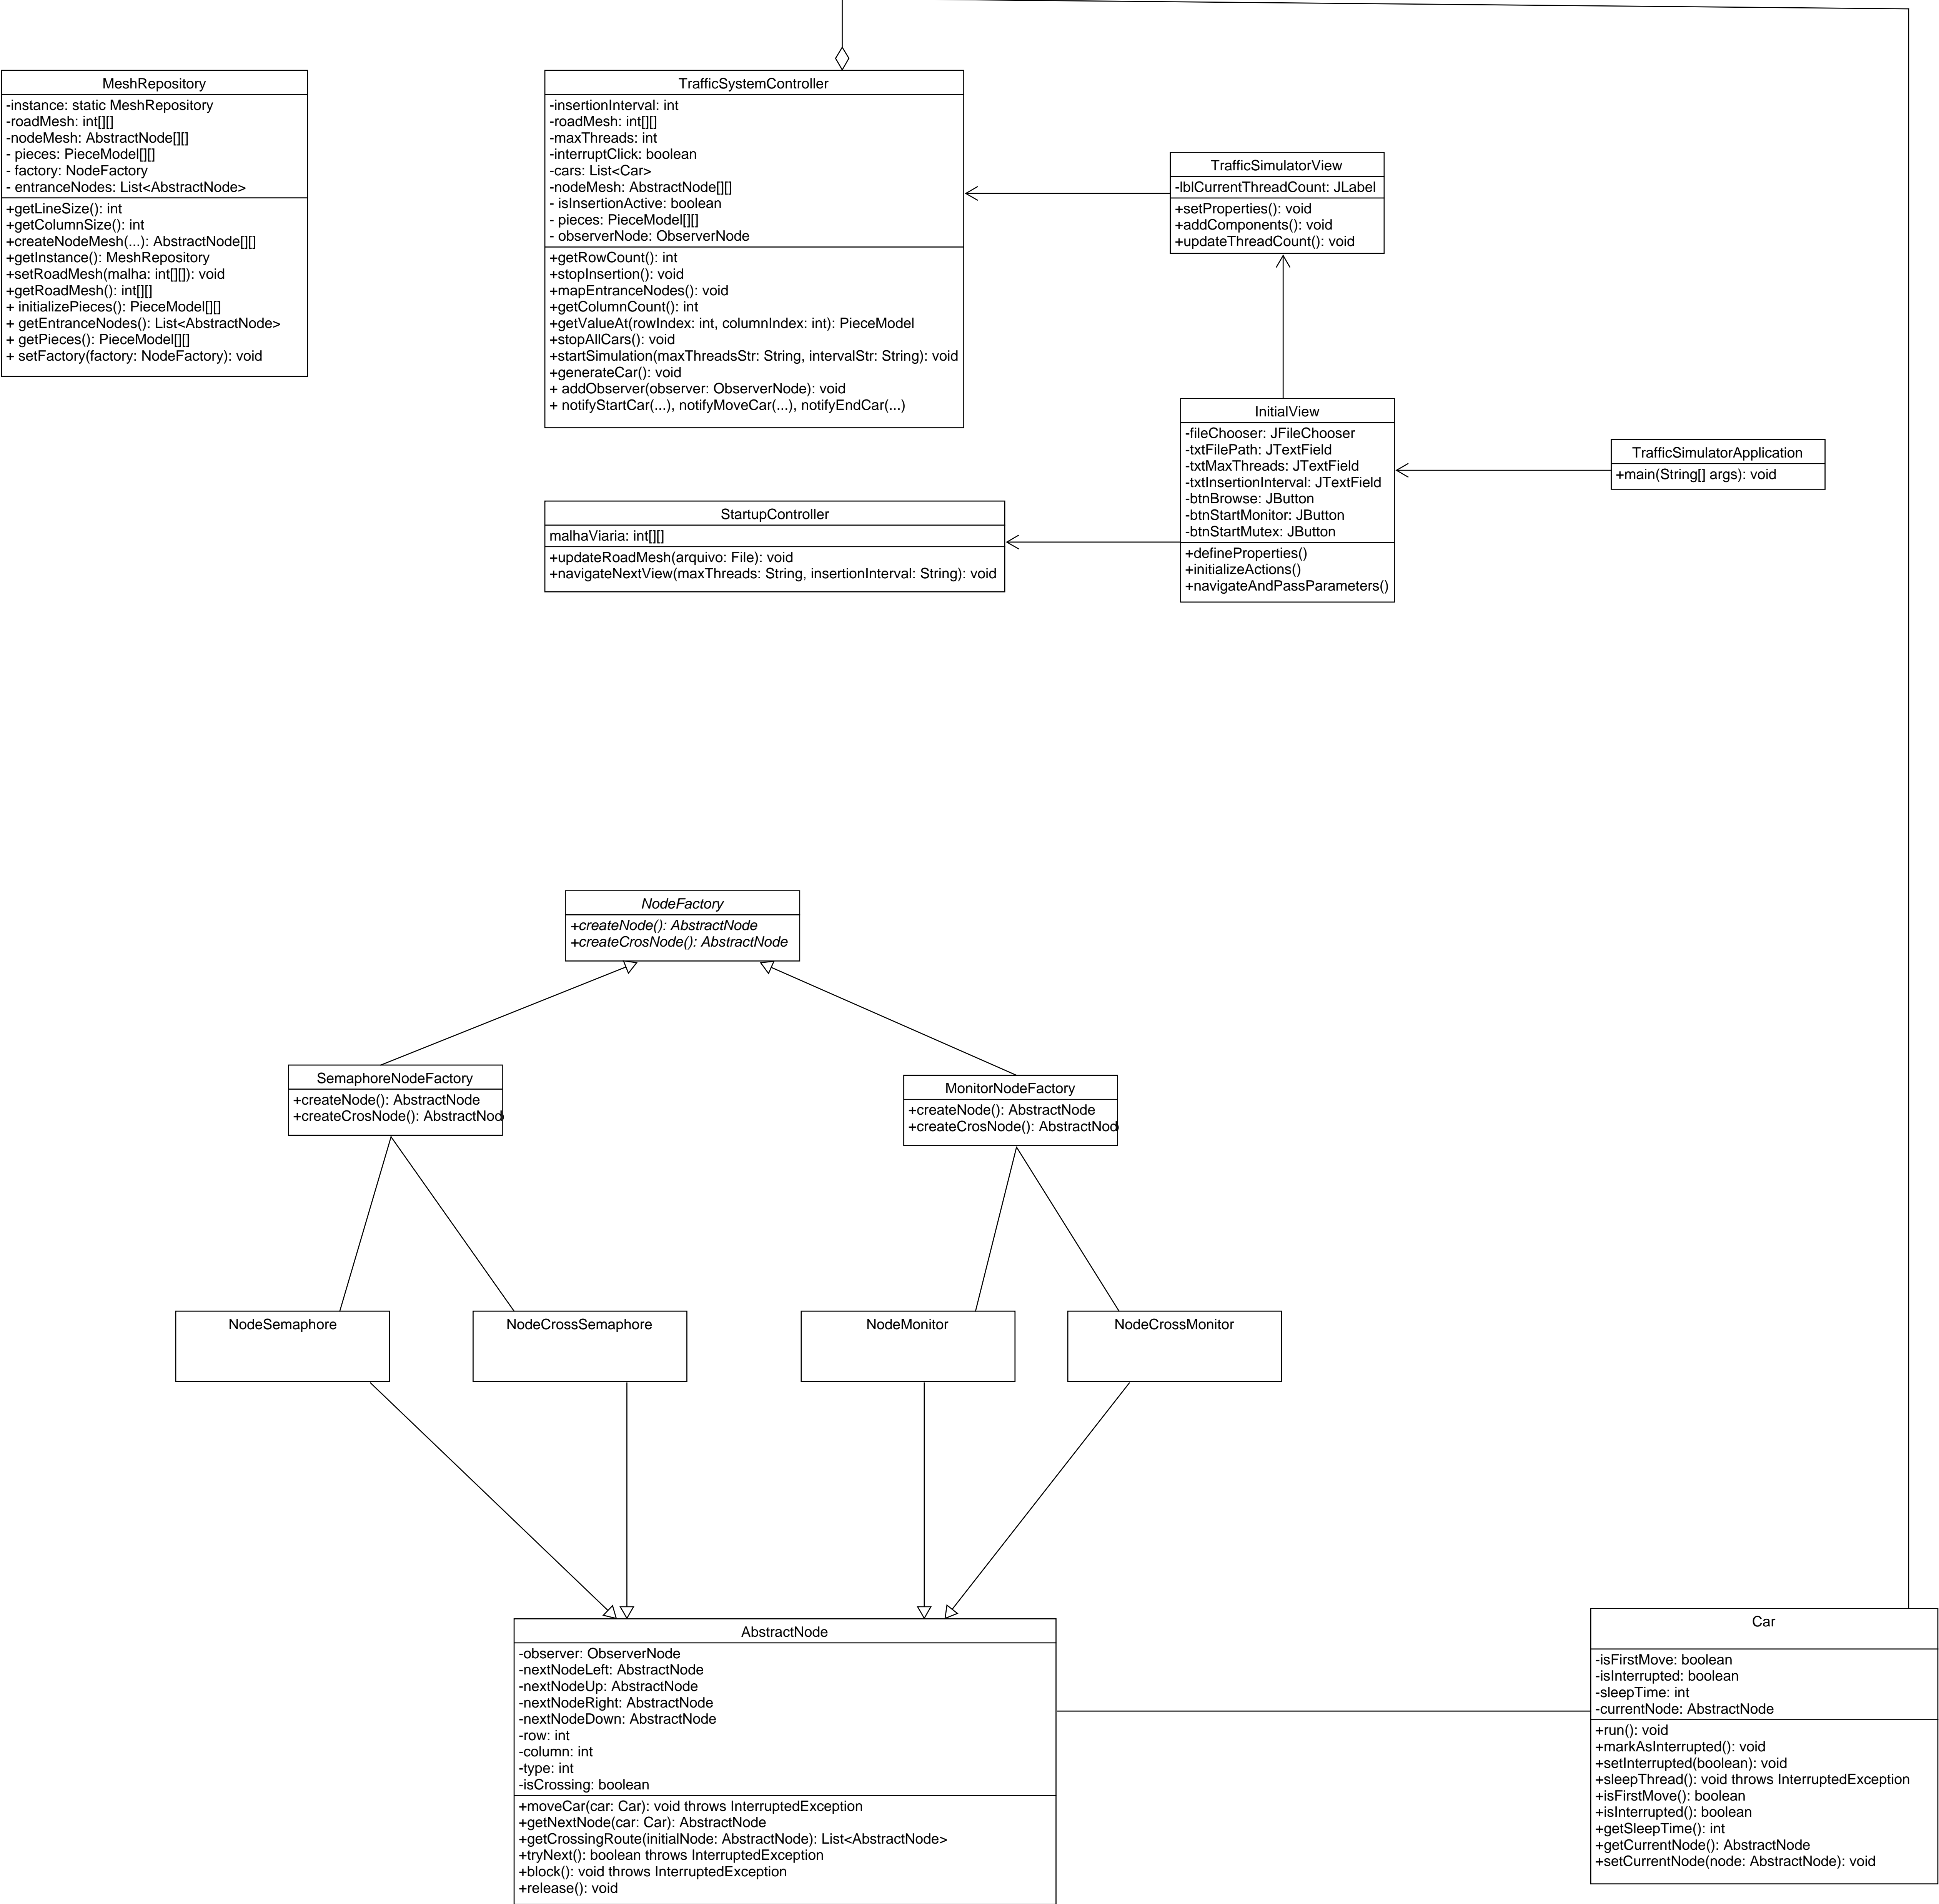 MeshRepository
-instance: static MeshRepository
-roadMesh: int[][]
-nodeMesh: AbstractNode[][]
- pieces: PieceModel[][]
- factory: NodeFactory
- entranceNodes: List<AbstractNode>
+getLineSize(): int
+getColumnSize(): int
+createNodeMesh(...): AbstractNode[][]
+getInstance(): MeshRepository
+setRoadMesh(malha: int[][]): void
+getRoadMesh(): int[][]
+ initializePieces(): PieceModel[][]
+ getEntranceNodes(): List<AbstractNode>
+ getPieces(): PieceModel[][]
+ setFactory(factory: NodeFactory): void
TrafficSystemController
-insertionInterval: int
-roadMesh: int[][]
-maxThreads: int
-interruptClick: boolean
-cars: List<Car>
-nodeMesh: AbstractNode[][]
- isInsertionActive: boolean
- pieces: PieceModel[][]
- observerNode: ObserverNode
+getRowCount(): int
+stopInsertion(): void
+mapEntranceNodes(): void
+getColumnCount(): int
+getValueAt(rowIndex: int, columnIndex: int): PieceModel
+stopAllCars(): void
+startSimulation(maxThreadsStr: String, intervalStr: String): void
+generateCar(): void
+ addObserver(observer: ObserverNode): void
+ notifyStartCar(...), notifyMoveCar(...), notifyEndCar(...)
TrafficSimulatorView
-lblCurrentThreadCount: JLabel
+setProperties(): void
+addComponents(): void
+updateThreadCount(): void
InitialView
-fileChooser: JFileChooser
-txtFilePath: JTextField
-txtMaxThreads: JTextField
-txtInsertionInterval: JTextField
-btnBrowse: JButton
-btnStartMonitor: JButton
-btnStartMutex: JButton
+defineProperties()
+initializeActions()
+navigateAndPassParameters()
TrafficSimulatorApplication
+main(String[] args): void
StartupController
malhaViaria: int[][]
+updateRoadMesh(arquivo: File): void
+navigateNextView(maxThreads: String, insertionInterval: String): void
NodeFactory
+createNode(): AbstractNode
+createCrosNode(): AbstractNode
SemaphoreNodeFactory
+createNode(): AbstractNode
+createCrosNode(): AbstractNod
MonitorNodeFactory
+createNode(): AbstractNode
+createCrosNode(): AbstractNod
NodeSemaphore
NodeCrossSemaphore
NodeMonitor
NodeCrossMonitor
AbstractNode
-observer: ObserverNode
-nextNodeLeft: AbstractNode
-nextNodeUp: AbstractNode
-nextNodeRight: AbstractNode
-nextNodeDown: AbstractNode
-row: int
-column: int
-type: int
-isCrossing: boolean
+moveCar(car: Car): void throws InterruptedException
+getNextNode(car: Car): AbstractNode
+getCrossingRoute(initialNode: AbstractNode): List<AbstractNode>
+tryNext(): boolean throws InterruptedException
+block(): void throws InterruptedException
+release(): void
Car
-isFirstMove: boolean
-isInterrupted: boolean
-sleepTime: int
-currentNode: AbstractNode
+run(): void
+markAsInterrupted(): void
+setInterrupted(boolean): void
+sleepThread(): void throws InterruptedException
+isFirstMove(): boolean
+isInterrupted(): boolean
+getSleepTime(): int
+getCurrentNode(): AbstractNode
+setCurrentNode(node: AbstractNode): void